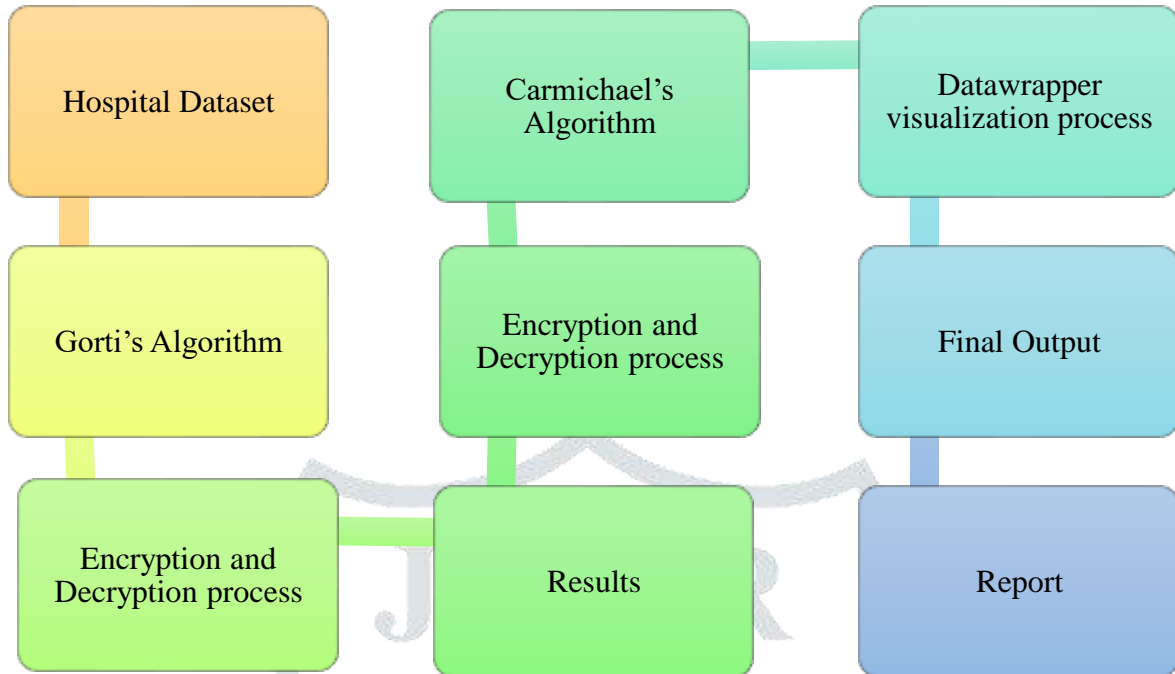 Hospital Dataset
Gorti's Algorithm
Encryption and
Decryption process
Results
Encryption and
Decryption process
Carmichael's
Algorithm
Datawrapper
visualization process
Final Output
Report